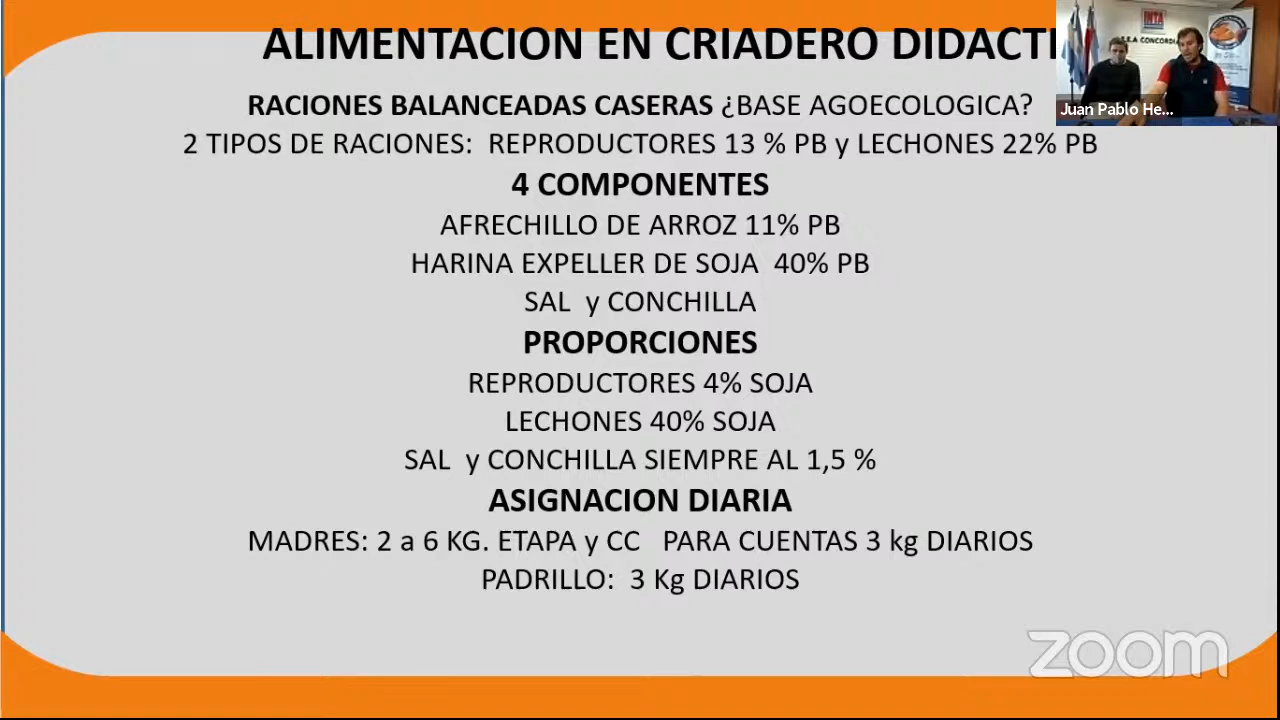 ALIMENTACION EN CRIADERO DIDACTI
RACIONES BALANCEADAS CASERAS ¿BASE AGOECOLOGICA?
2 TIPOS DE RACIONES: REPRODUCTORES 13 % PB y LECHONES 22% PB
4 COMPONENTES
AFRECHILLO DE ARROZ 11% PB
HARINA EXPELLER DE SOJA 40% PB
SAL y CONCHILLA
PROPORCIONES
REPRODUCTORES 4% SOJA
LECHONES 40% SOJA
SAL y CONCHILLA SIEMPRE AL 1,5 %
ASIGNACION DIARIA
MADRES: 2 a 6 KG. ETAPA y CC PARA CUENTAS 3 kg DIARIOS
PADRILLO: 3 Kg DIARIOS
INTA
E.E.A CONCORDI
Juan Pablo He...
zoom